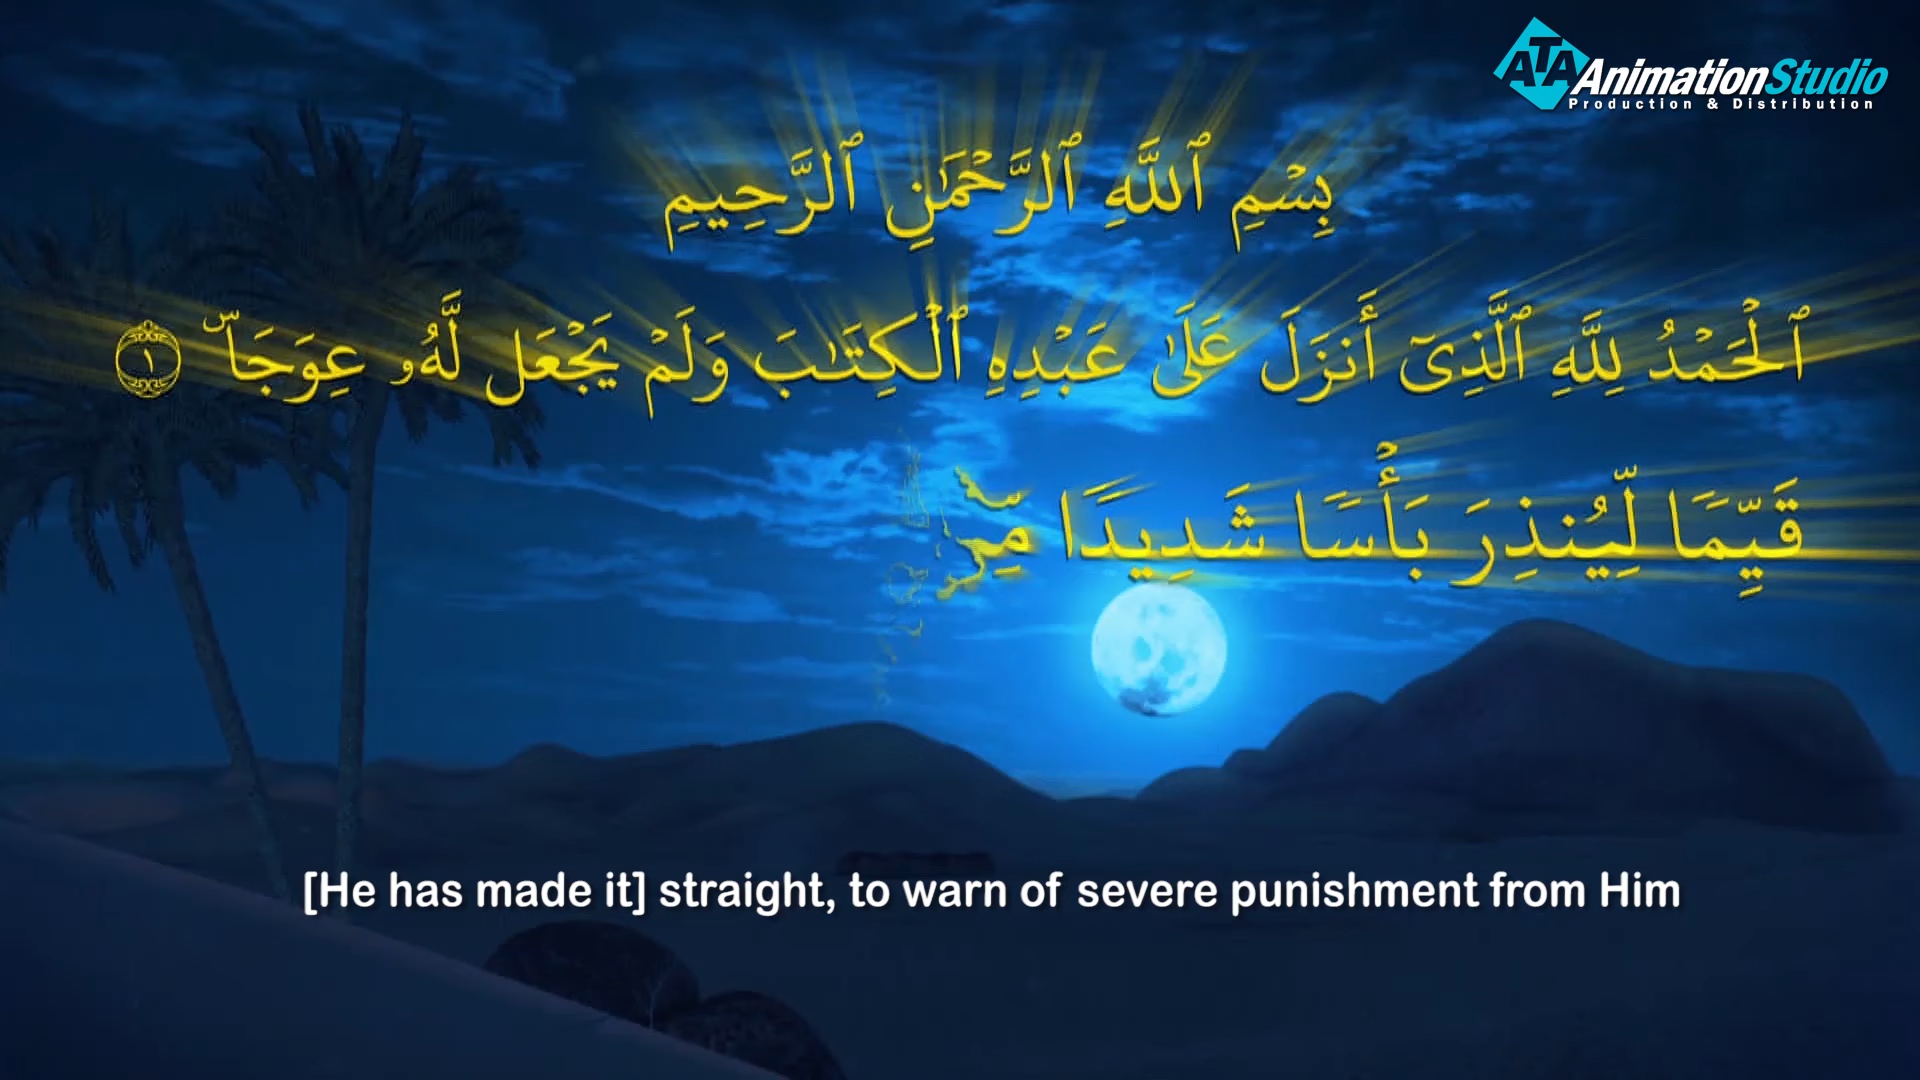 ATA AnimationStudio
Production & Distribution
بِسْمِ ٱللَّهِ ٱلرَّحْمَٰنِ ٱلرَّحِيمِ
ٱلْحَمْدُ لِلَّهِ ٱلَّذِىٓ أَنزَلَ عَلَىٰ عَبْدِهِ ٱلْكِتَـٰبَ وَلَمْ يَجْعَل لَّهُۥ عِوَجَاۜ ١
قَيِّمًا لِّيُنذِرَ بَأْسًا شَدِيدًا
[He has made it] straight, to warn of severe punishment from Him